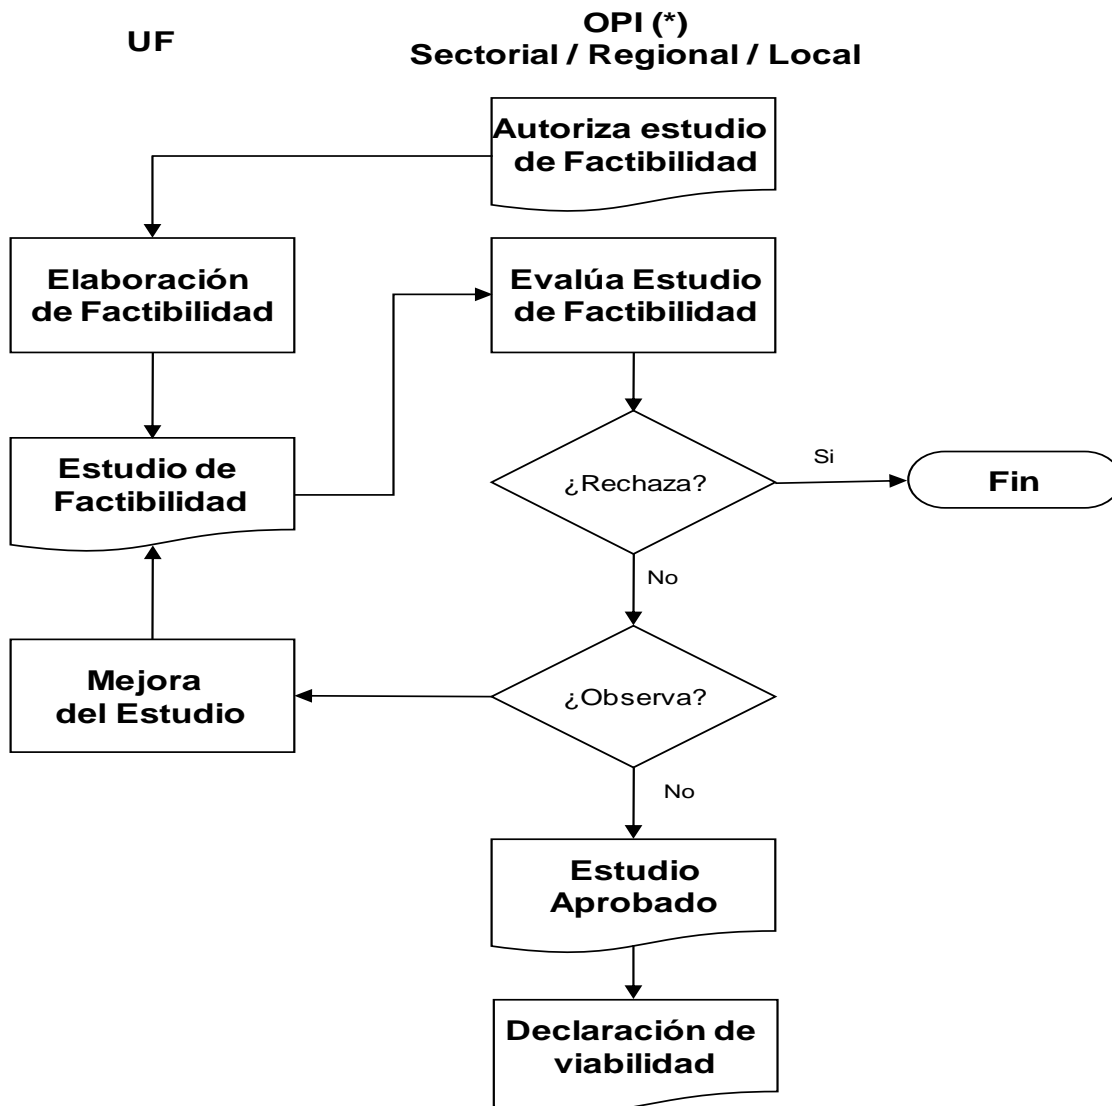 UF
OPI (*)
Sectorial / Regional / Local
Autoriza estudio
de Factibilidad
Elaboración
de Factibilidad
Evalúa Estudio
de Factibilidad
Estudio de
Factibilidad
¿Rechaza?
Si
Fin
No
Mejora
del Estudio
¿Observa?
No
Estudio
Aprobado
Declaración de
viabilidad